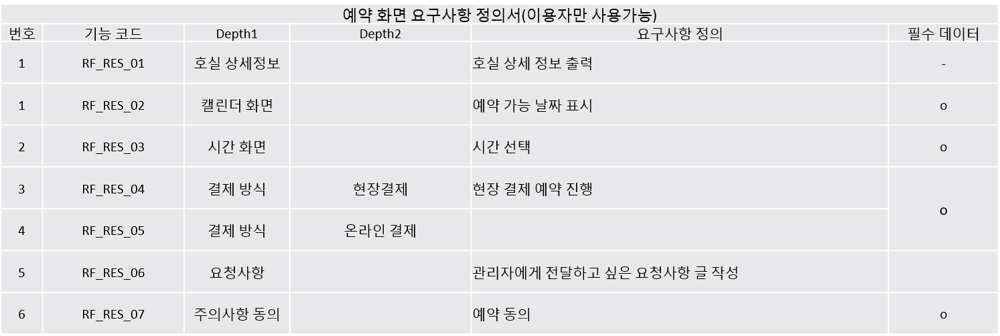 예약 화면 요구사항 정의서(이용자만 사용가능)
번호 기능 코드 Depth1 Depth2 요구사항 정의 필수 데이터
1 RF_RES_01 호실 상세정보 호실 상세 정보 출력 -
1 RF_RES_02 캘린더 화면 예약 가능 날짜 표시 o
2 RF_RES_03 시간 화면 시간 선택 o
3 RF_RES_04 결제 방식 현장결제 현장 결제 예약 진행 o
4 RF_RES_05 결제 방식 온라인 결제
5 RF_RES_06 요청사항 관리자에게 전달하고 싶은 요청사항 글 작성
6 RF_RES_07 주의사항 동의 예약 동의 o